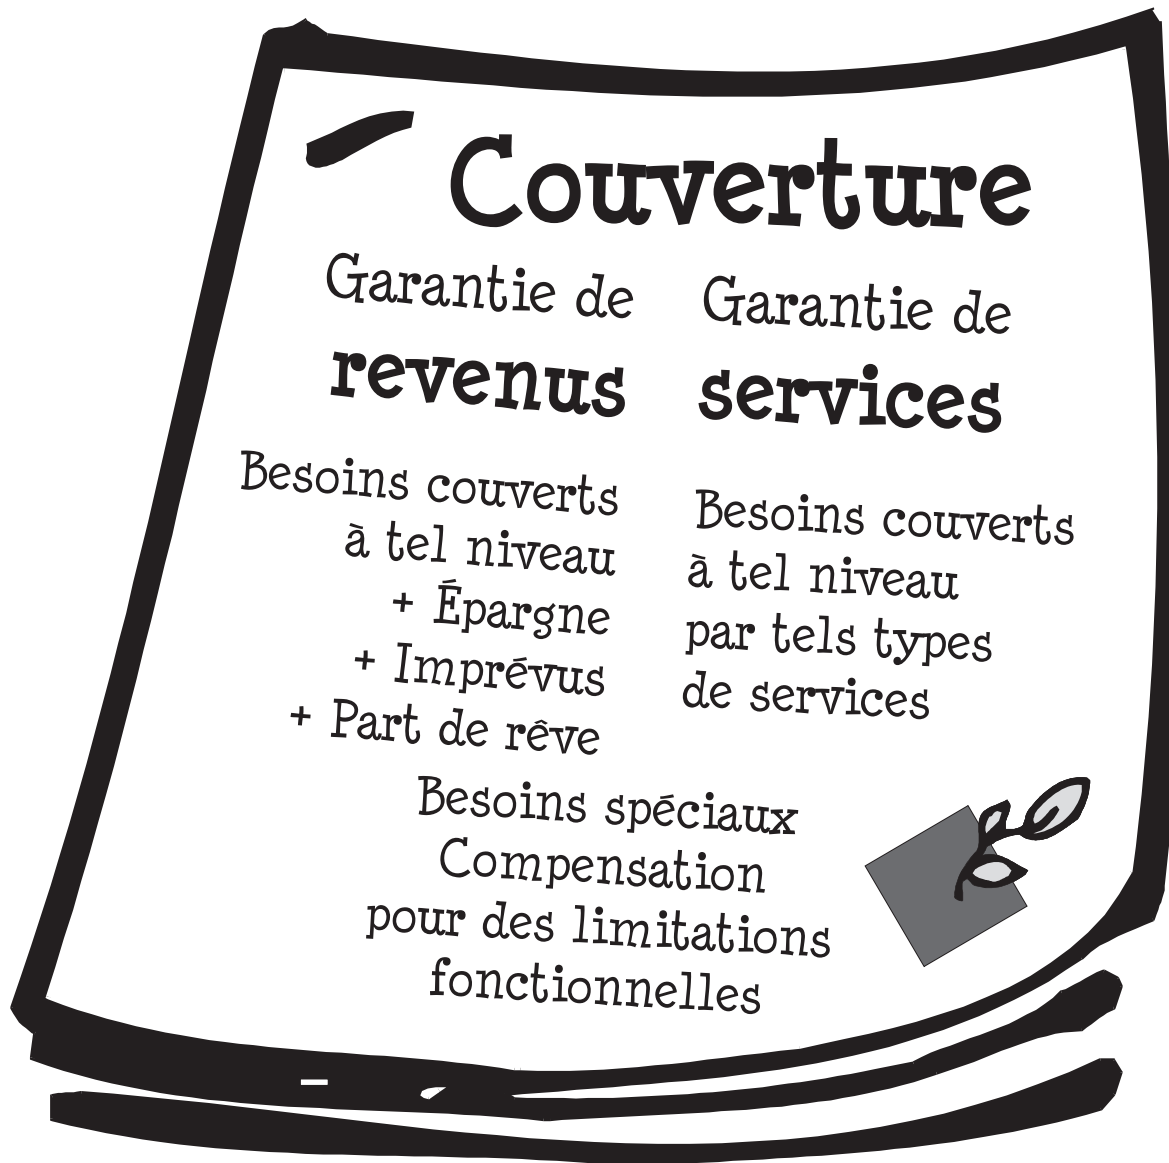 Couverture
Garantie de
revenus
Besoins couverts
à tel niveau
+ Épargne
+ Imprévus
+ Part de rêve
Garantie de
services
Besoins couverts
à tel niveau
par tels types
de services
Besoins spéciaux
Compensation
pour des limitations
fonctionnelles